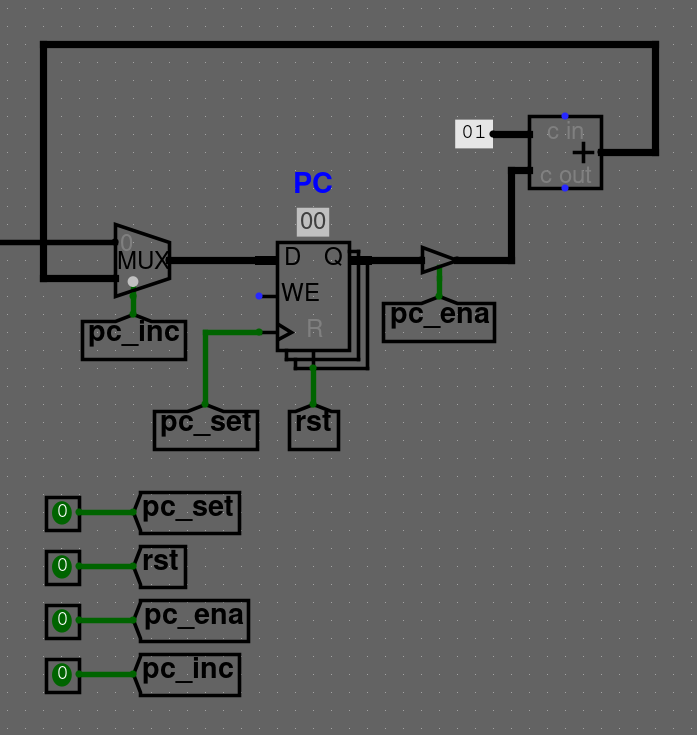 c in
01
+
c out
PC
00
0
D Q
MUX
WE
pc_inc
R
pc_ena
pc_set
rst
0 pc_set
0 rst
0 pc_ena
0 pc_inc